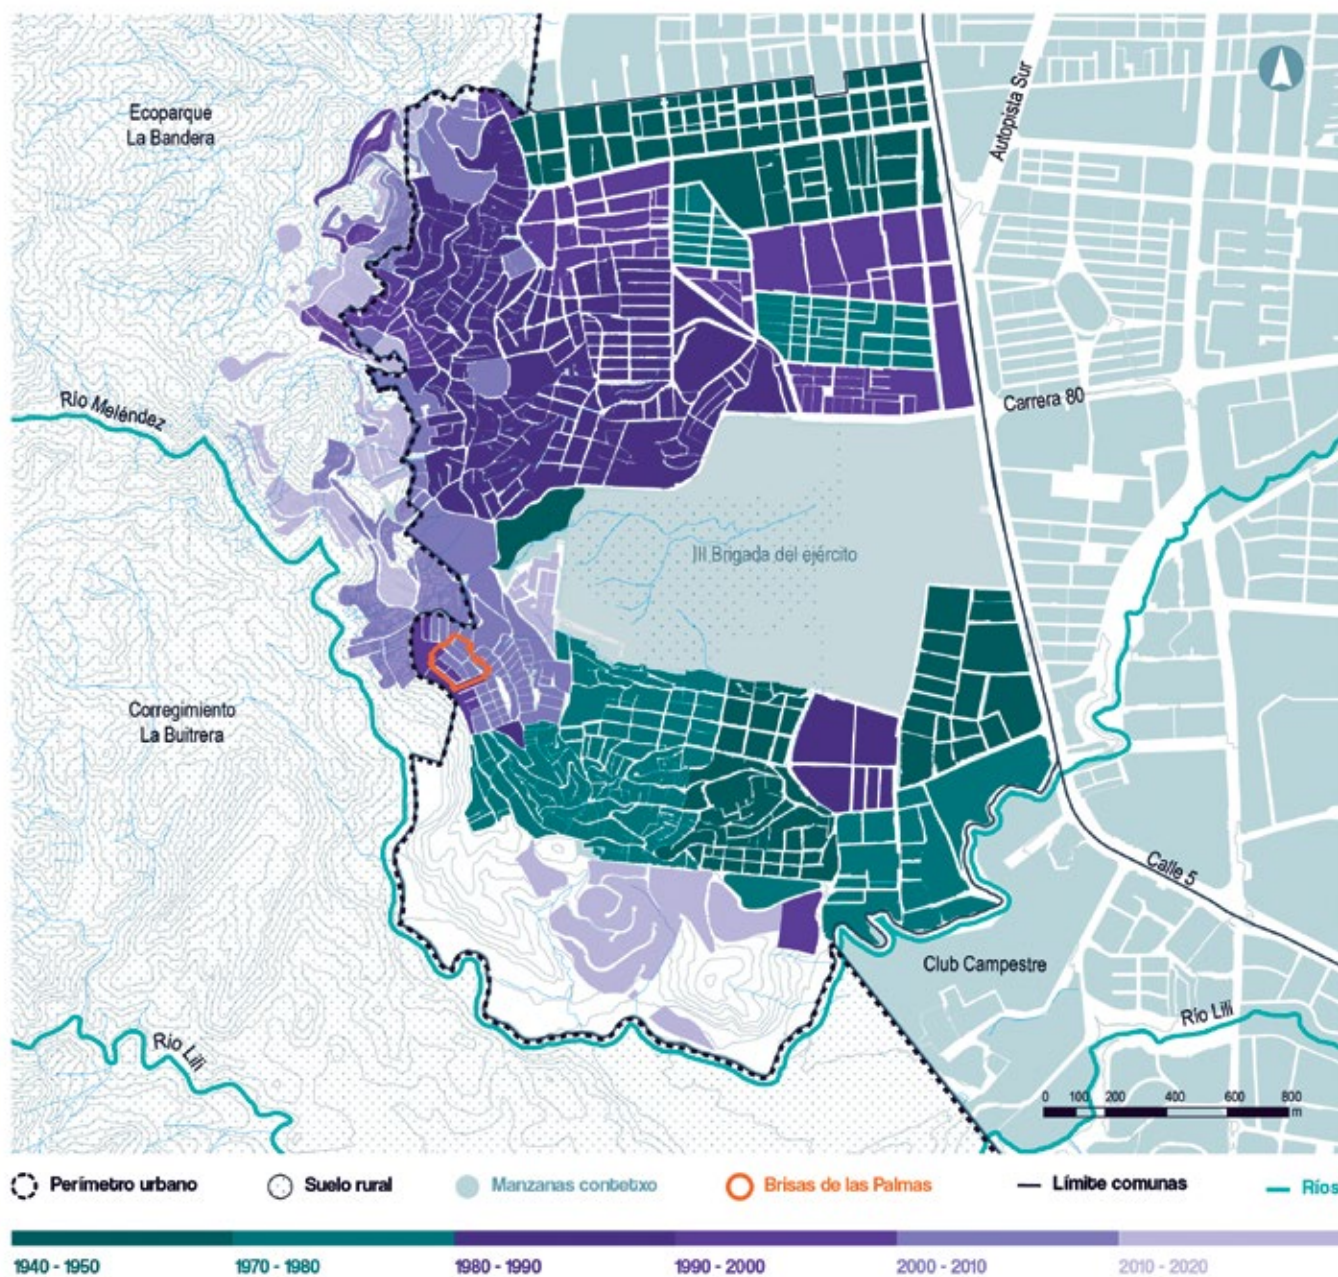 Ecoparque
La Bandera
Autopista Sur
Río Meléndez
Carrera 80
III Brigada del ejército
Corregimiento
La Buitrera
Calle 5
Club Campestre
Río Lili
Río Lili
0 100 200 400 600 800
m
Perímetro urbano
Suelo rural
Manzanas contetxo
Brisas de las Palmas
Límite comunas
Ríos
1940 - 1950
1970 - 1980
1980 - 1990
1990 - 2000
2000 - 2010
2010 - 2020